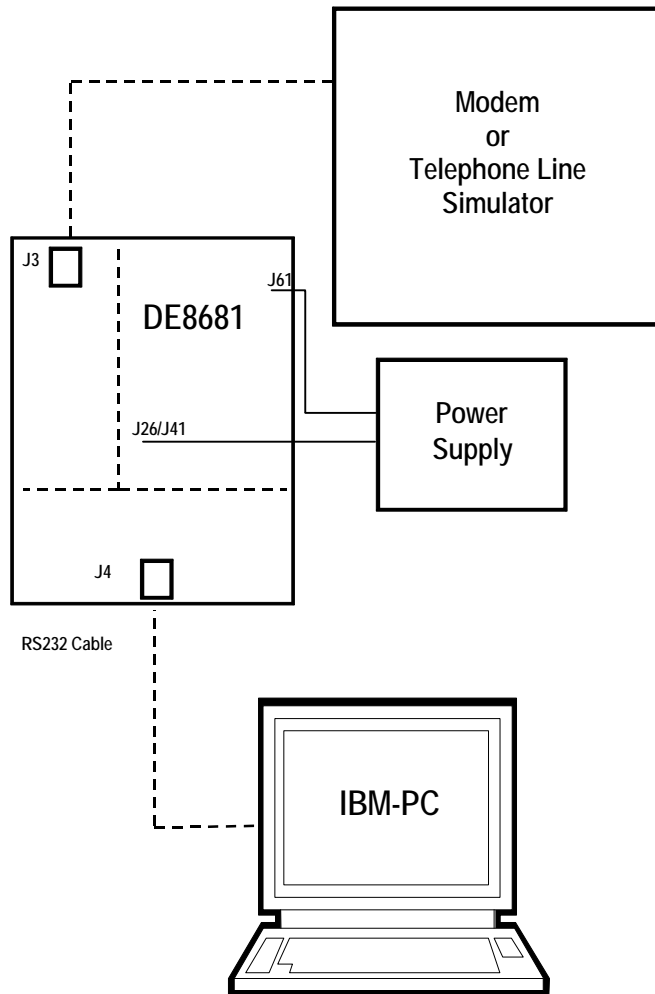 Modem
or
Telephone Line
Simulator
J3
J61
DE8681
J26/J41
Power
Supply
J4
RS232 Cable
IBM-PC